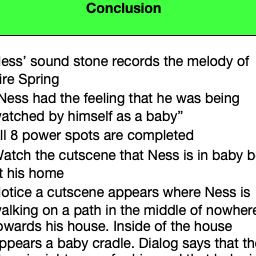 Conclusion
ess' sound stone records the melody of
ire Spring
Ness had the feeling that he was being
atched by himself as a baby”
ll 8 power spots are completed
Watch the cutscene that Ness is in baby b
t his home
otice a cutscene appears where Ness is
alking on a path in the middle of nowhere
owards his house. Inside of the house
ppears a baby cradle. Dialog says that th